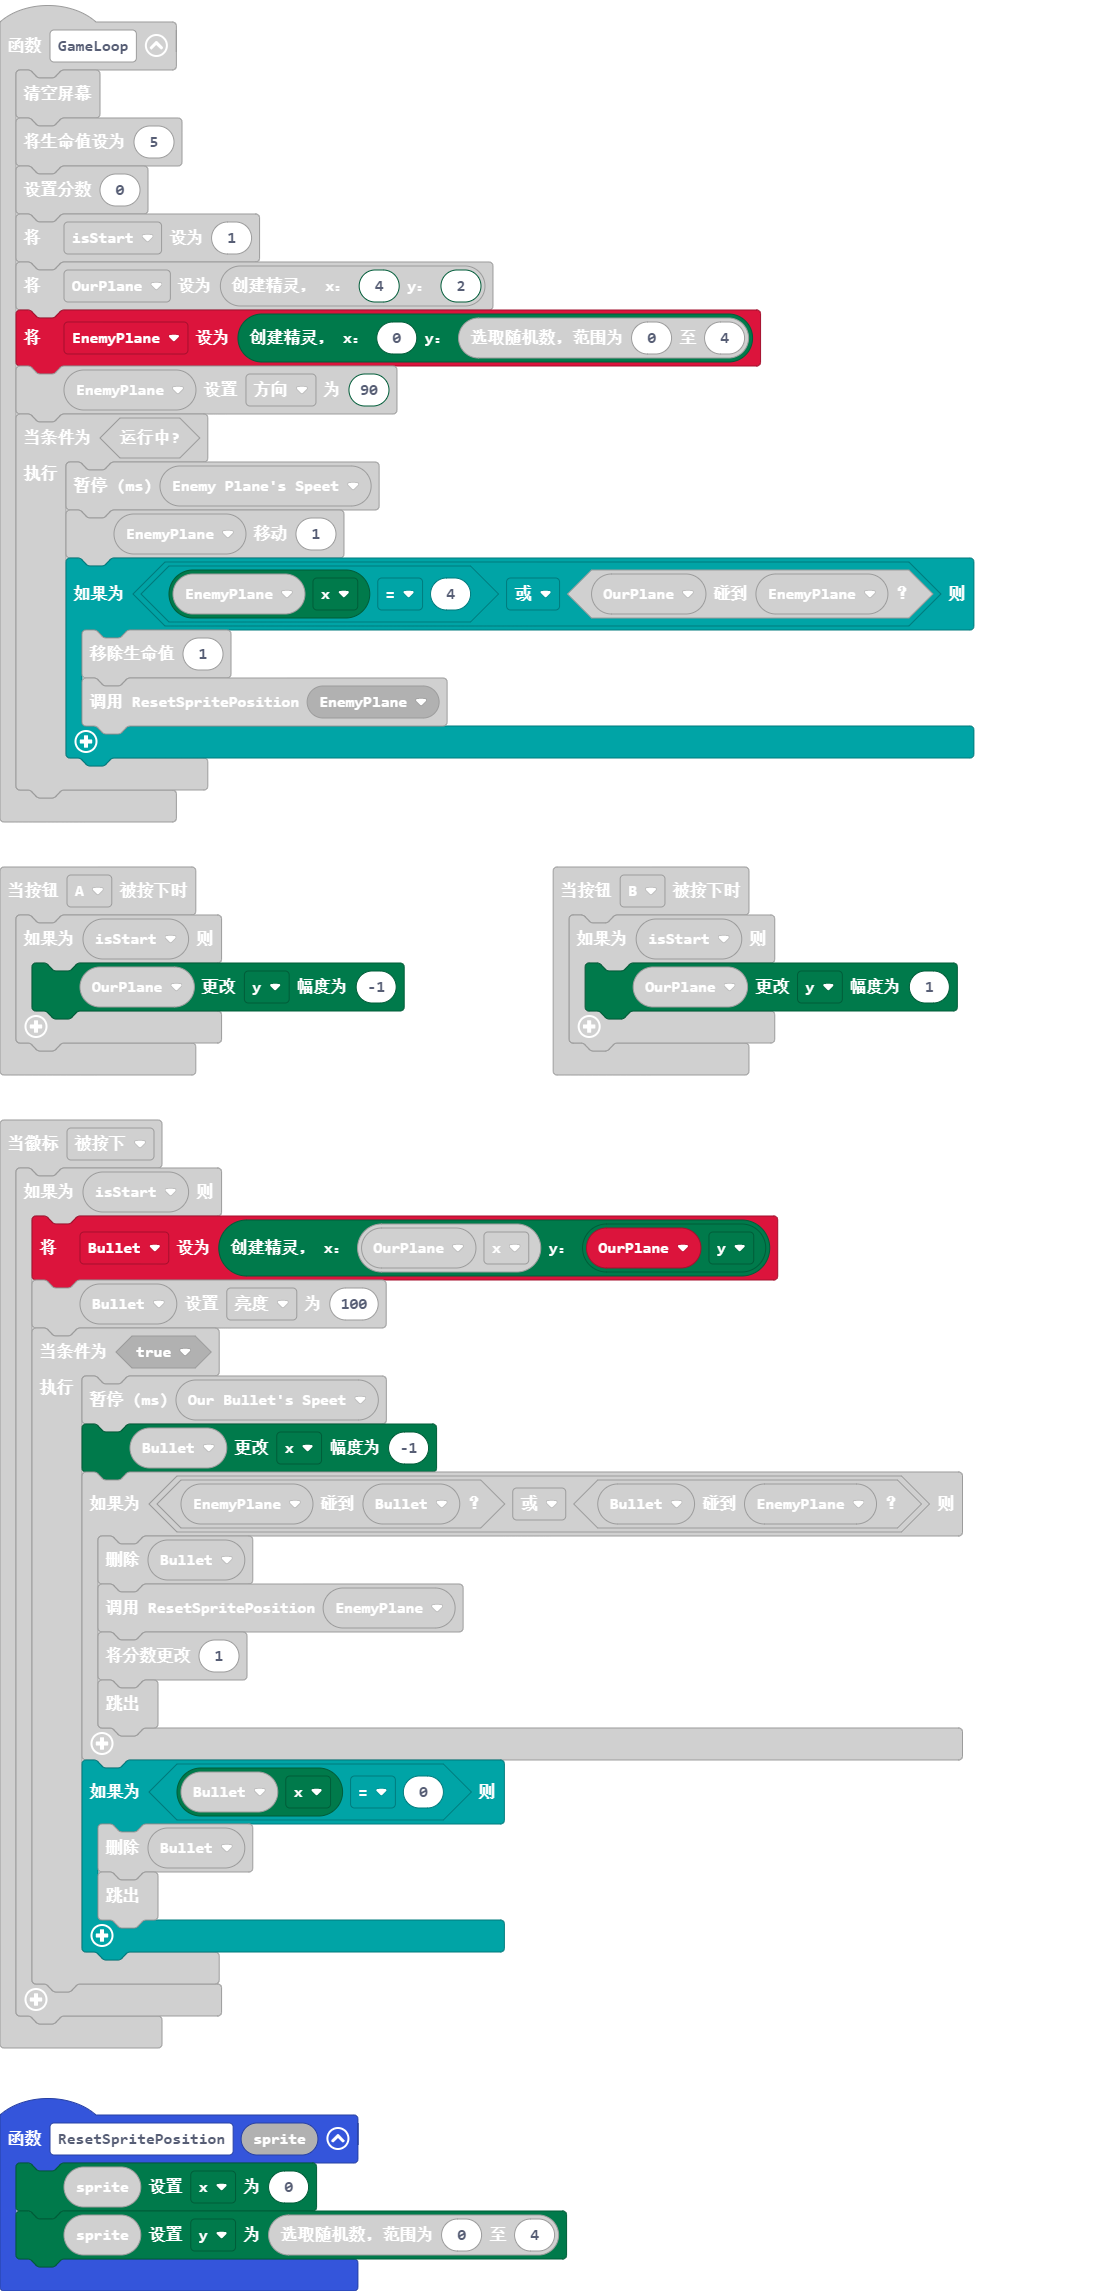 函数 GameLoop
清空屏幕
将生命值设为 5
设置分数 0
将 isStart 设为 1
将 OurPlane 设为 创建精灵, x: 4 y: 2
将 EnemyPlane 设为 创建精灵, x: 0 y: 选取随机数, 范围为 0 至 4
EnemyPlane 设置 方向 为 90
当条件为 运行中?
执行 暂停 (ms) Enemy Plane's Speet
EnemyPlane 移动 1
如果为 EnemyPlane x = 4 或 OurPlane 碰到 EnemyPlane ? 则
移除生命值 1
调用 ResetSpritePosition EnemyPlane
当按钮 A 被按下时
如果为 isStart 则
OurPlane 更改 y 幅度为 -1
当按钮 B 被按下时
如果为 isStart 则
OurPlane 更改 y 幅度为 1
当徽标 被按下
如果为 isStart 则
将 Bullet 设为 创建精灵, x: OurPlane x y: OurPlane y
Bullet 设置 亮度 为 100
当条件为 true
执行 暂停 (ms) Our Bullet's Speet
Bullet 更改 x 幅度为 -1
如果为 EnemyPlane 碰到 Bullet ? 或 Bullet 碰到 EnemyPlane ? 则
删除 Bullet
调用 ResetSpritePosition EnemyPlane
将分数更改 1
跳出
如果为 Bullet x = 0 则
删除 Bullet
跳出
函数 ResetSpritePosition sprite
sprite 设置 x 为 0
sprite 设置 y 为 选取随机数, 范围为 0 至 4